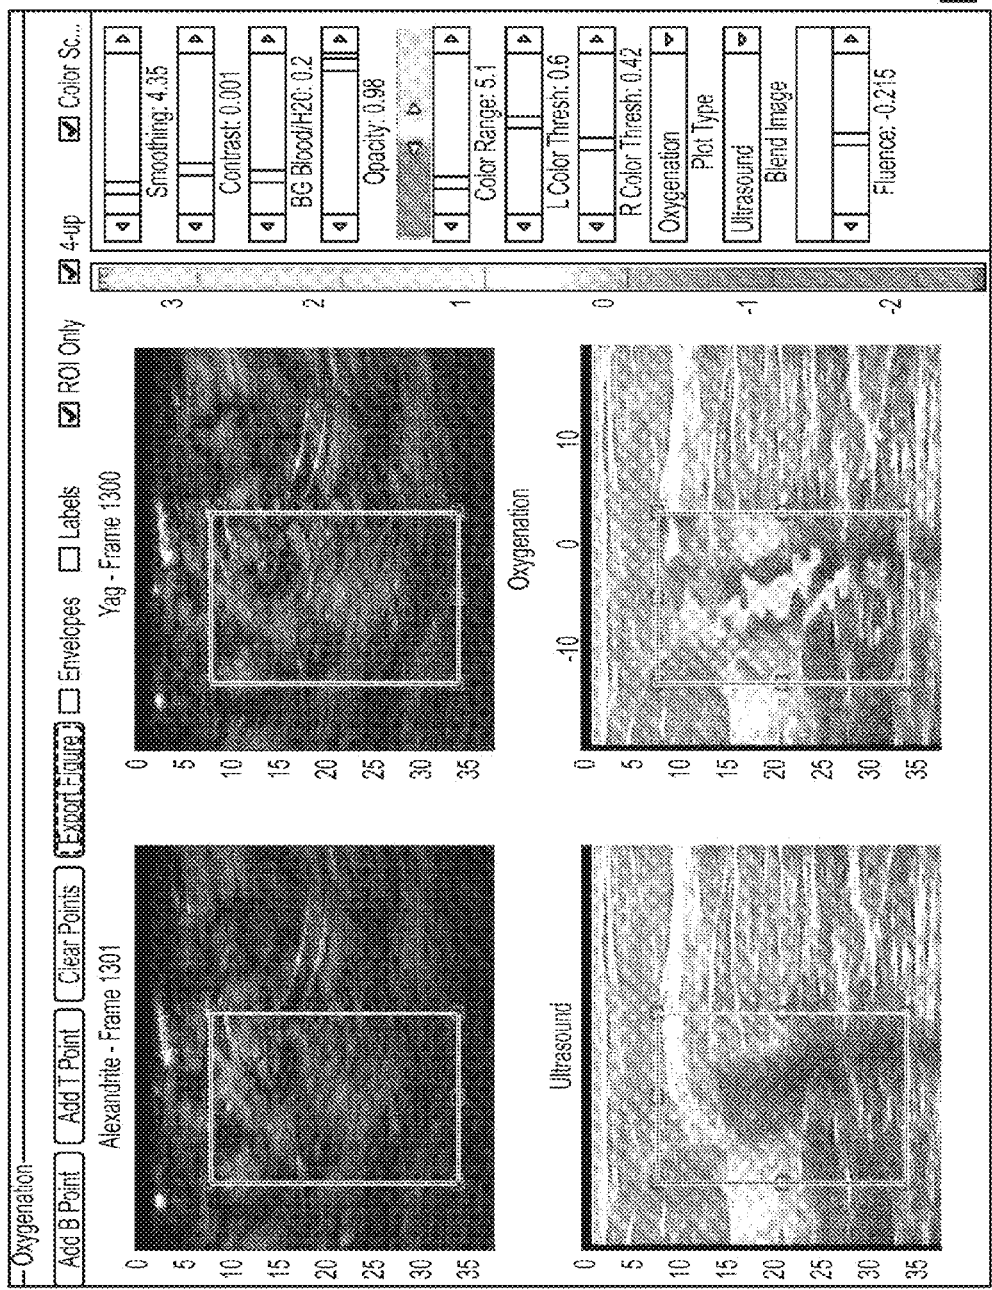 Oxygenation
Add B Point Add T Point Clear Points Export Figure Envelopes Labels ROI Only 4-up Color Sc...
Alexandrite - Frame 1301
0
5
10
15
20
25
30
35
Yag - Frame 1300
0
5
10
15
20
25
30
35
Ultrasound
0
5
10
15
20
25
30
35
Oxygenation
-10 0 10
0
5
10
15
20
25
30
35
3
2
1
0
-1
-2
Smoothing: 4.35
Contrast: 0.001
BG Blood/H20: 0.2
Opacity: 0.98
Color Range: 5.1
L Color Thresh: 0.6
R Color Thresh: 0.42
Oxygenation
Plot Type
Ultrasound
Blend Image
Fluence: -0.215